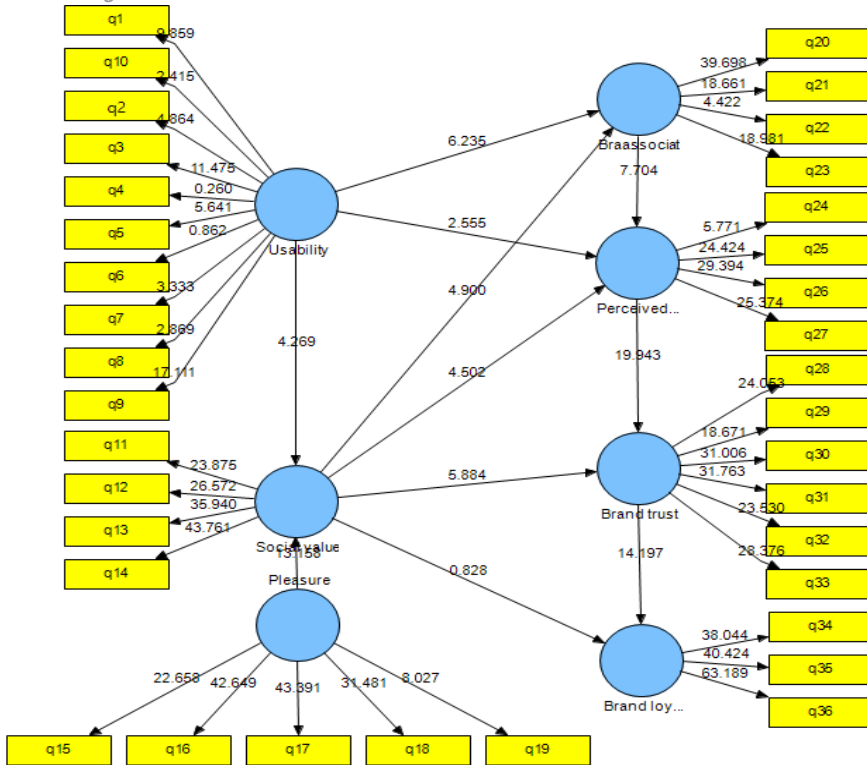 q1
9.859
q10
2.415
q2
4.864
q3
11.475
q4
0.260
q5
5.641
q6
0.862
q7
3.333
q8
2.869
q9
17.111
Usability
6.235
2.555
4.269
q11
23.875
q12
26.572
q13
35.940
q14
43.761
Social value
13.158
Pleasure
4.900
4.502
5.884
0.828
22.658
42.649
43.391
31.481
8.027
q15
q16
q17
q18
q19
q20
39.698
q21
18.661
q22
4.422
q23
18.981
Braassociat
7.704
q24
5.771
q25
24.424
q26
29.394
q27
25.374
Perceived...
19.943
q28
24.053
q29
18.671
q30
31.006
q31
31.763
q32
23.530
q33
28.376
Brand trust
14.197
q34
38.044
q35
40.424
q36
63.189
Brand loy...